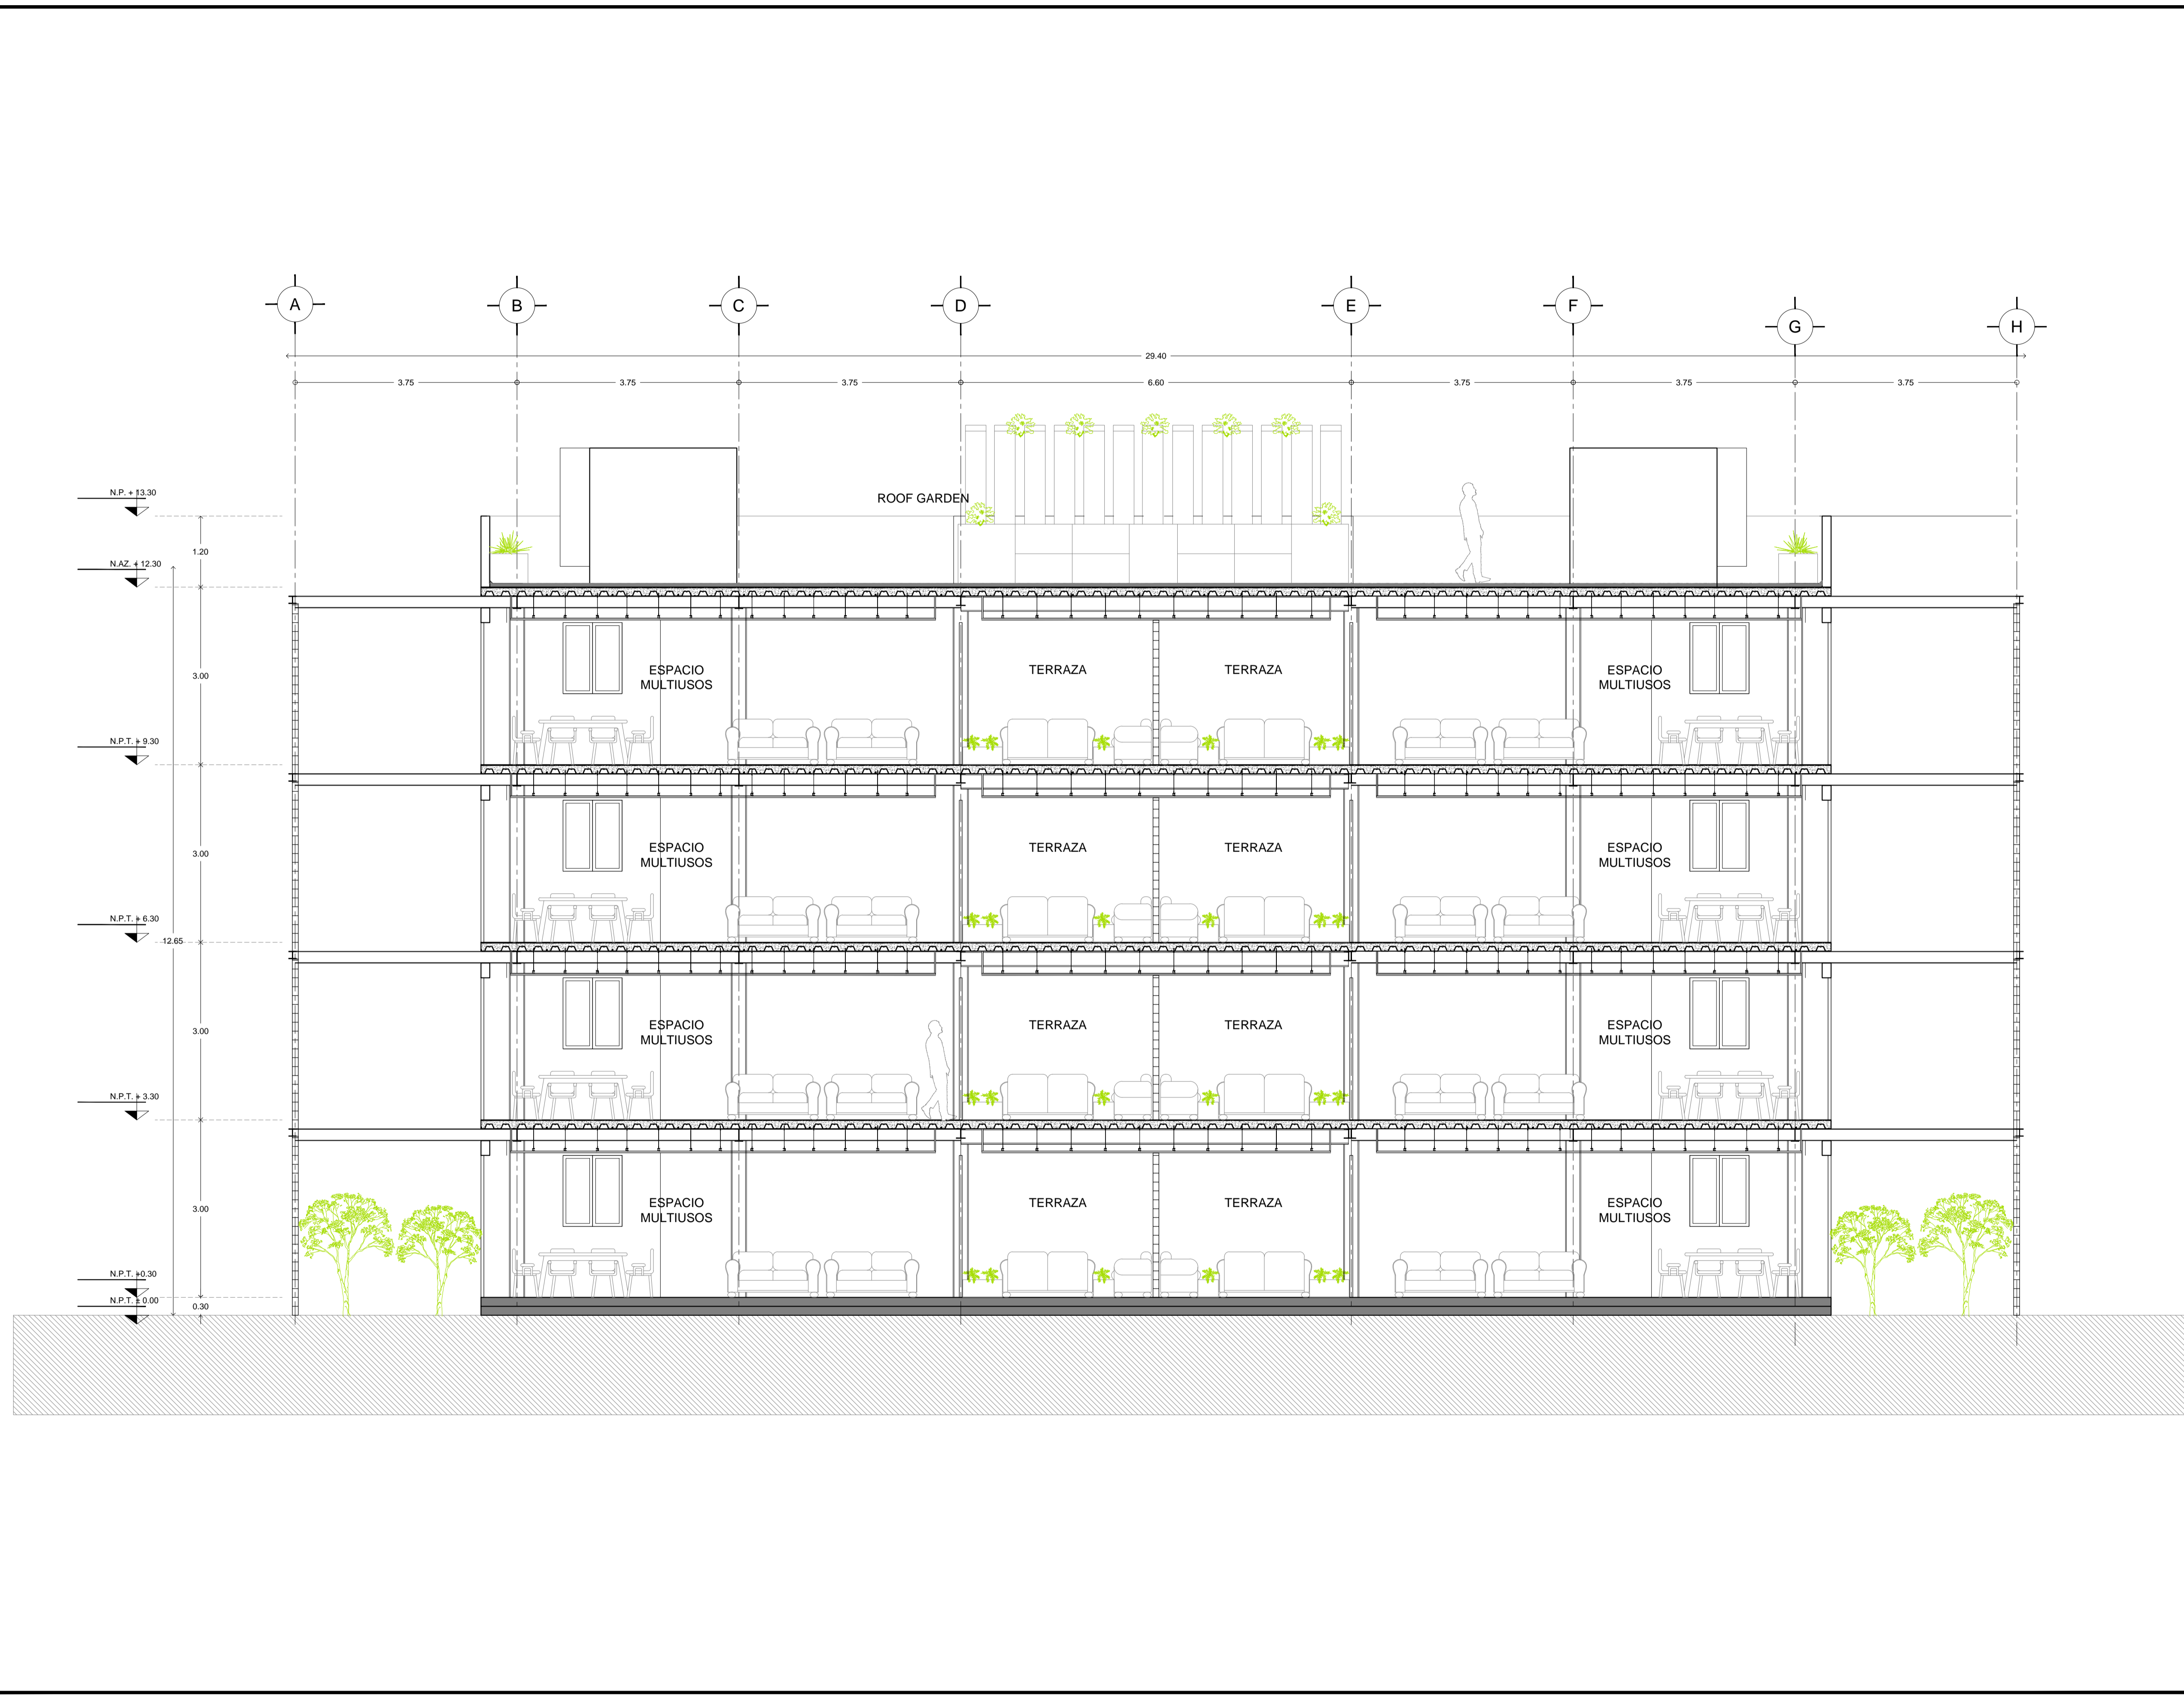 A
B
C
D
E
F
G
H
29.40
3.75
3.75
3.75
6.60
3.75
3.75
3.75
N.P. + 13.30
ROOF GARDEN
1.20
N.AZ. + 12.30
3.00
ESPACIO
MULTIUSOS
TERRAZA
TERRAZA
ESPACIO
MULTIUSOS
N.P.T. + 9.30
3.00
ESPACIO
MULTIUSOS
TERRAZA
TERRAZA
ESPACIO
MULTIUSOS
N.P.T. + 6.30
12.65
3.00
ESPACIO
MULTIUSOS
TERRAZA
TERRAZA
ESPACIO
MULTIUSOS
N.P.T. + 3.30
3.00
ESPACIO
MULTIUSOS
TERRAZA
TERRAZA
ESPACIO
MULTIUSOS
N.P.T. +0.30
N.P.T. ± 0.00
0.30